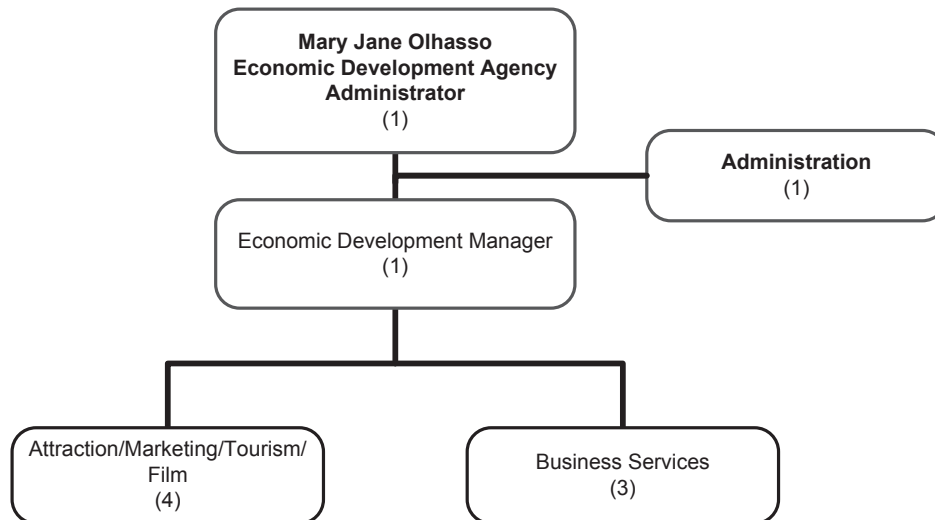 Mary Jane Olhasso
Economic Development Agency
Administrator
(1)
Administration
(1)
Economic Development Manager
(1)
Attraction/Marketing/Tourism/
Film
(4)
Business Services
(3)